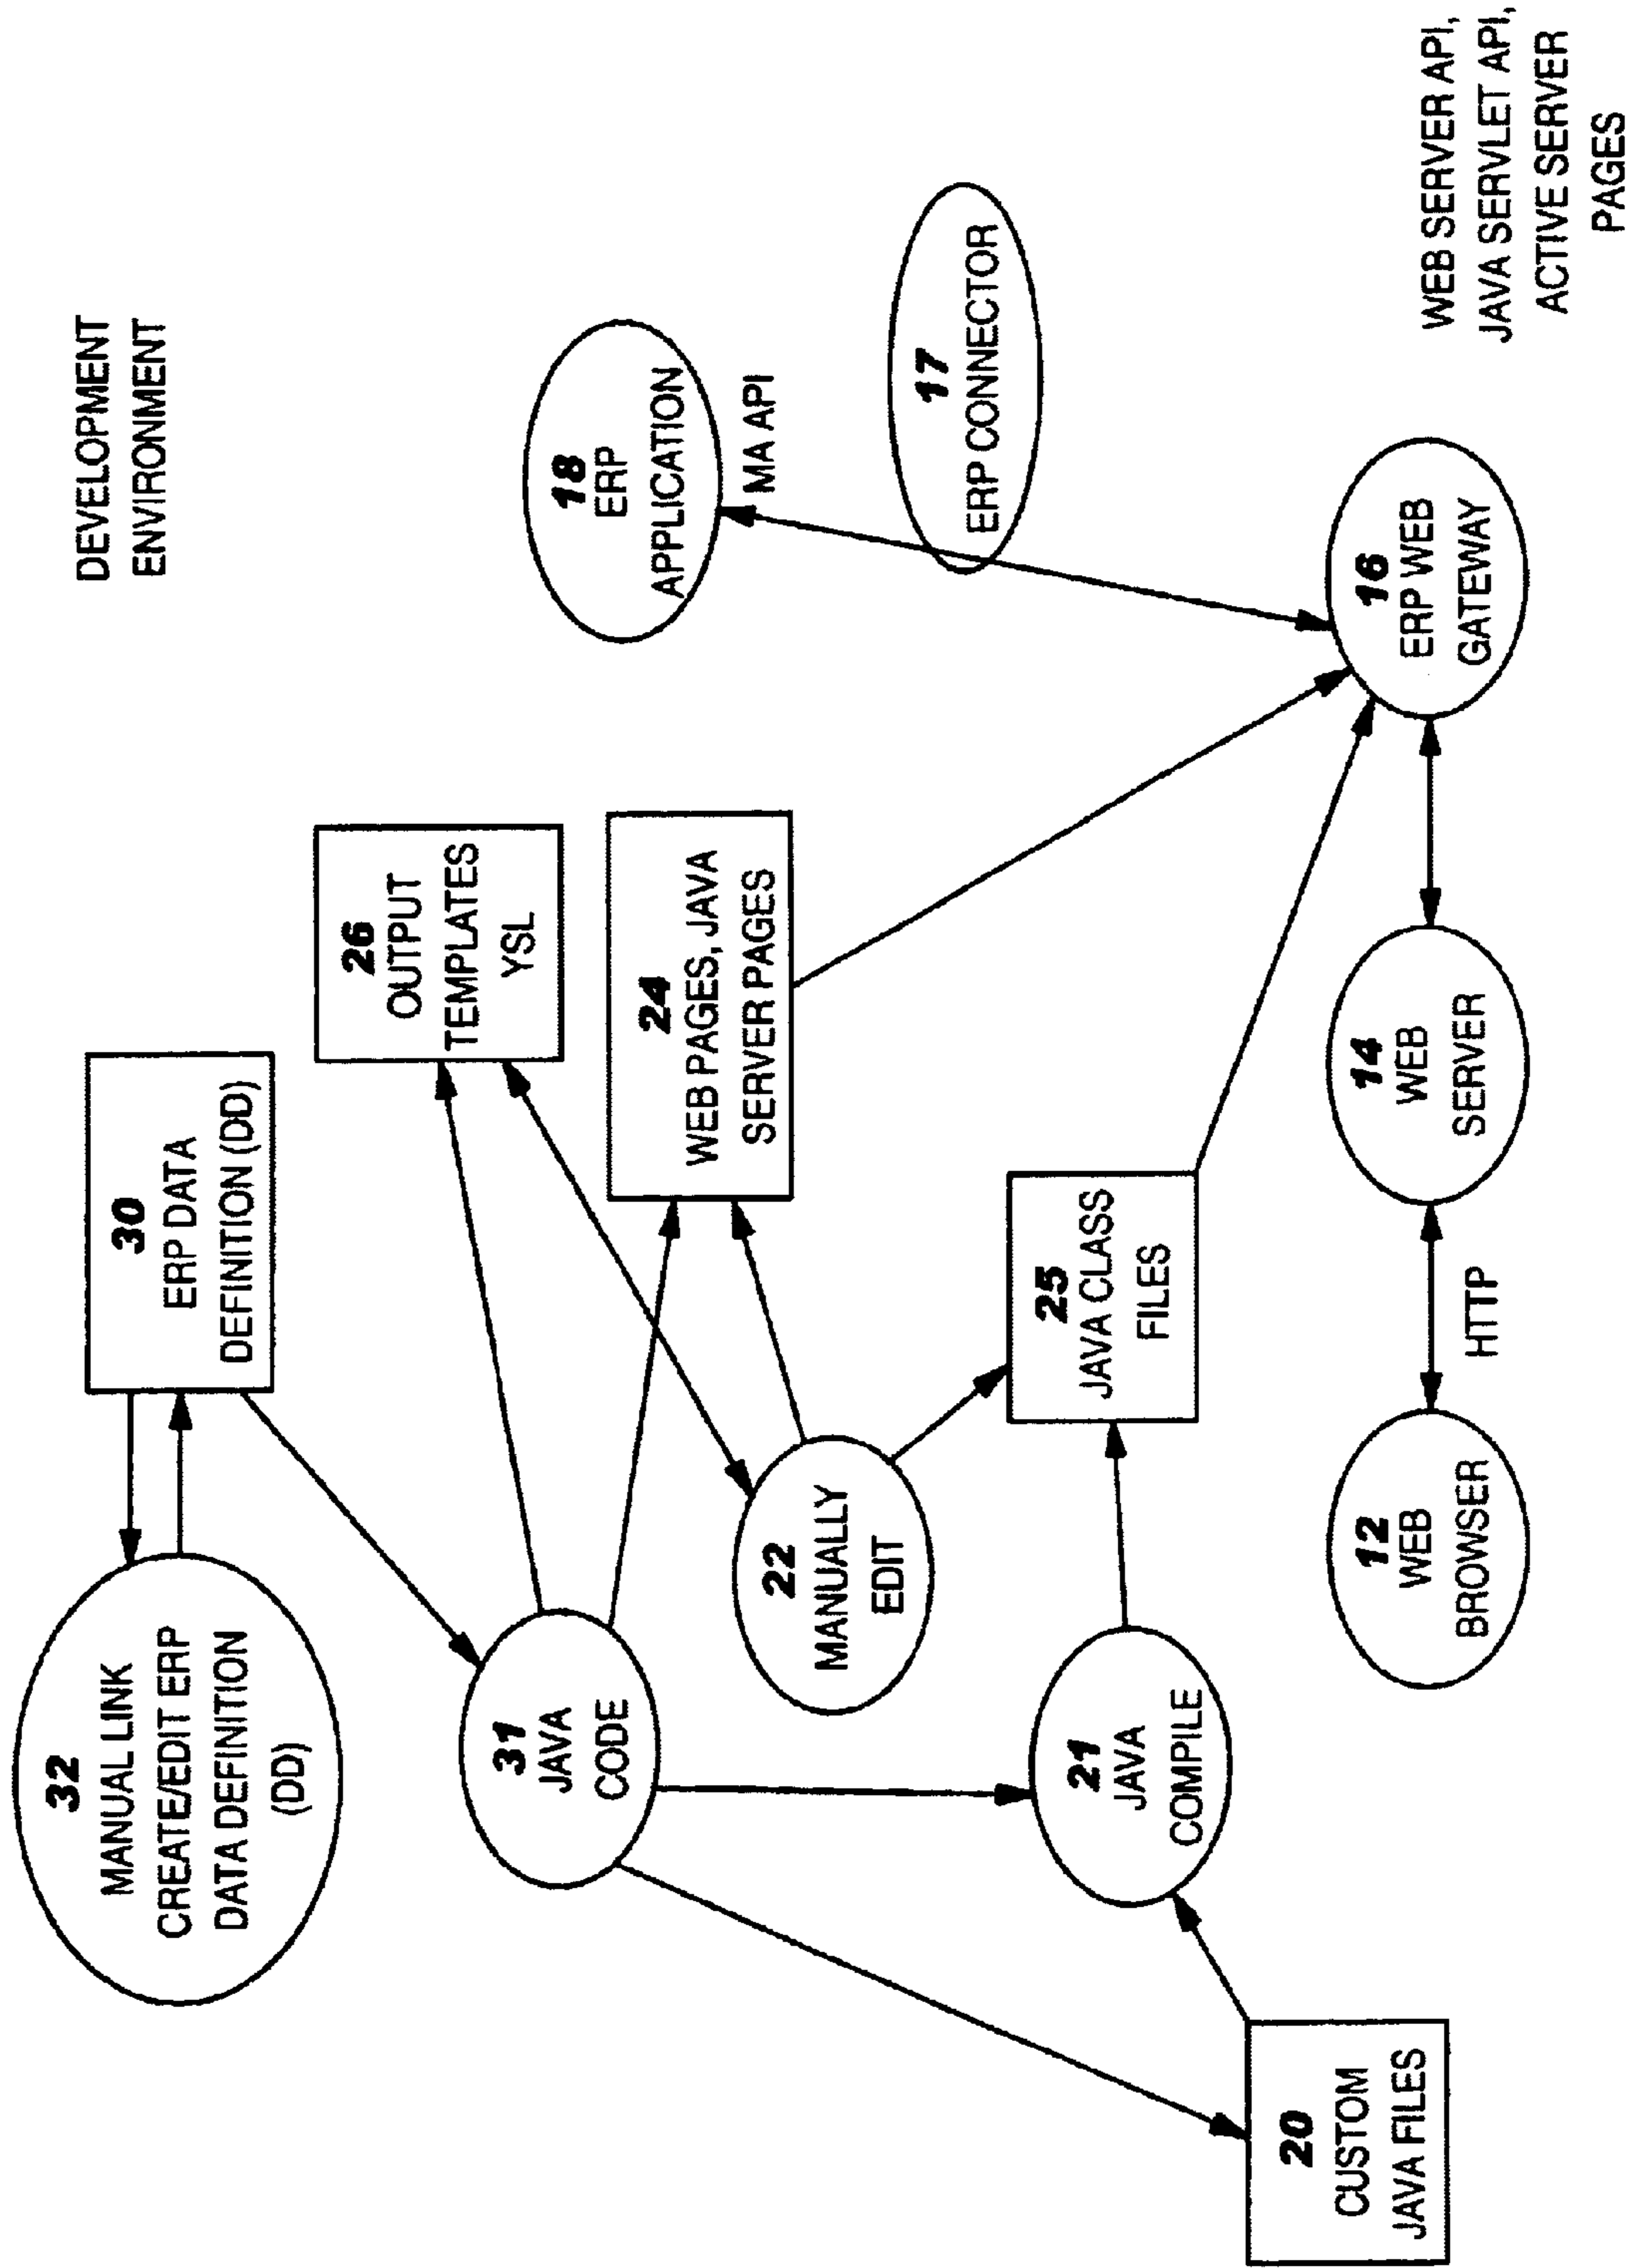 DEVELOPMENT
ENVIRONMENT
32
MANUAL LINK
CREATE/EDIT ERP
DATA DEFINITION
(DD)
30
ERP DATA
DEFINITION (DD)
26
OUTPUT
TEMPLATES
YSL
18
ERP
APPLICATION
MA API
31
JAVA
CODE
24
WEB PAGES, JAVA
SERVER PAGES
22
MANUALLY
EDIT
17
ERP CONNECTOR
25
JAVA CLASS
FILES
21
JAVA
COMPILE
20
CUSTOM
JAVA FILES
12
WEB
BROWSER
HTTP
14
WEB
SERVER
16
ERP WEB
GATEWAY
WEB SERVER API,
JAVA SERVLET API,
ACTIVE SERVER
PAGES